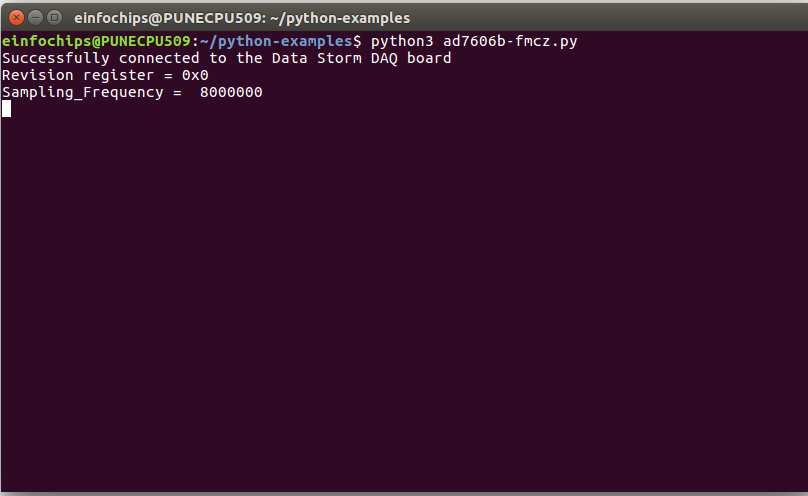 einfochips@PUNECPU509: ~/python-examples
einfochips@PUNECPU509:~/python-examples$ python3 ad7606b-fmcz.py
Successfully connected to the Data Storm DAQ board
Revision register = 0x0
Sampling_Frequency =  8000000